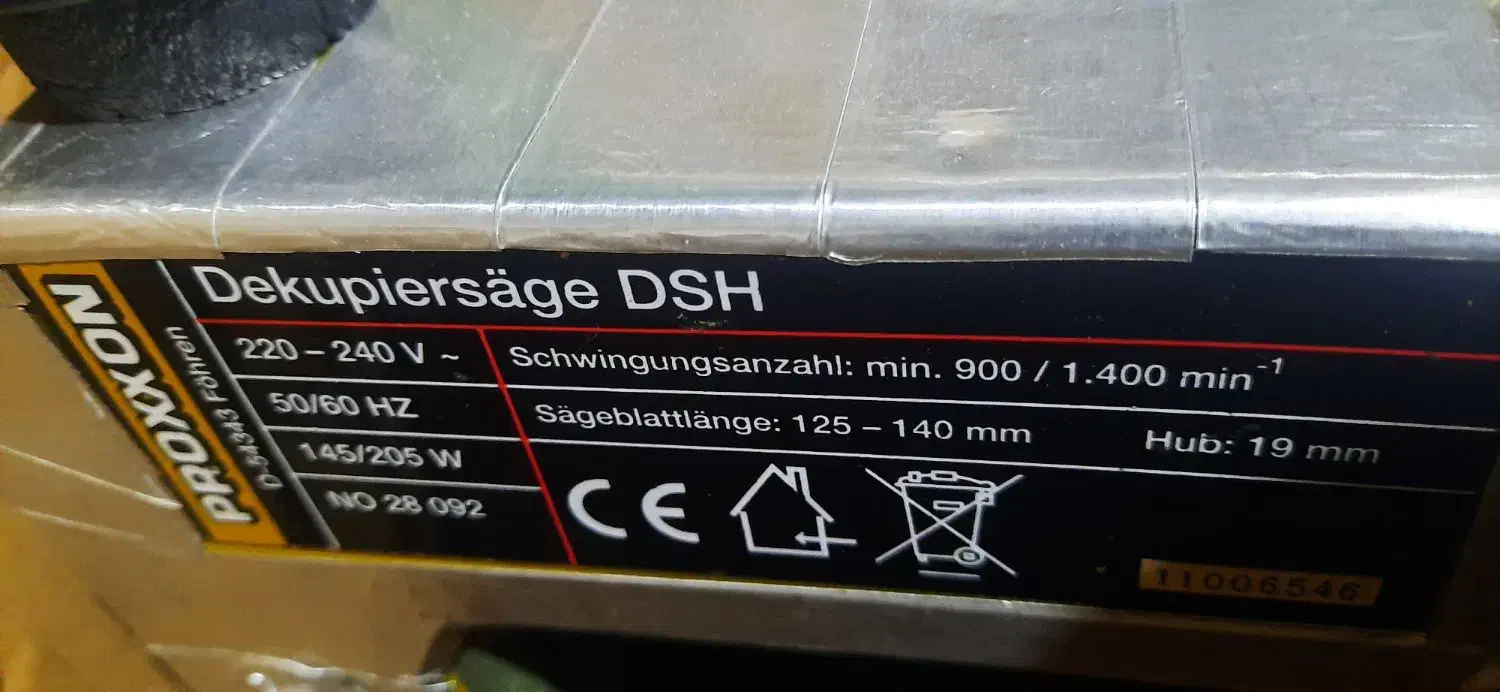 PROXXON
D-54343 Föhren
Dekupiersäge DSH
220 – 240 V ~
50/60 HZ
145/205 W
NO 28 092
Schwingungsanzahl: min. 900 / 1.400 min-1
Sägeblattlänge: 125 – 140 mm Hub: 19 mm
CE
11006546